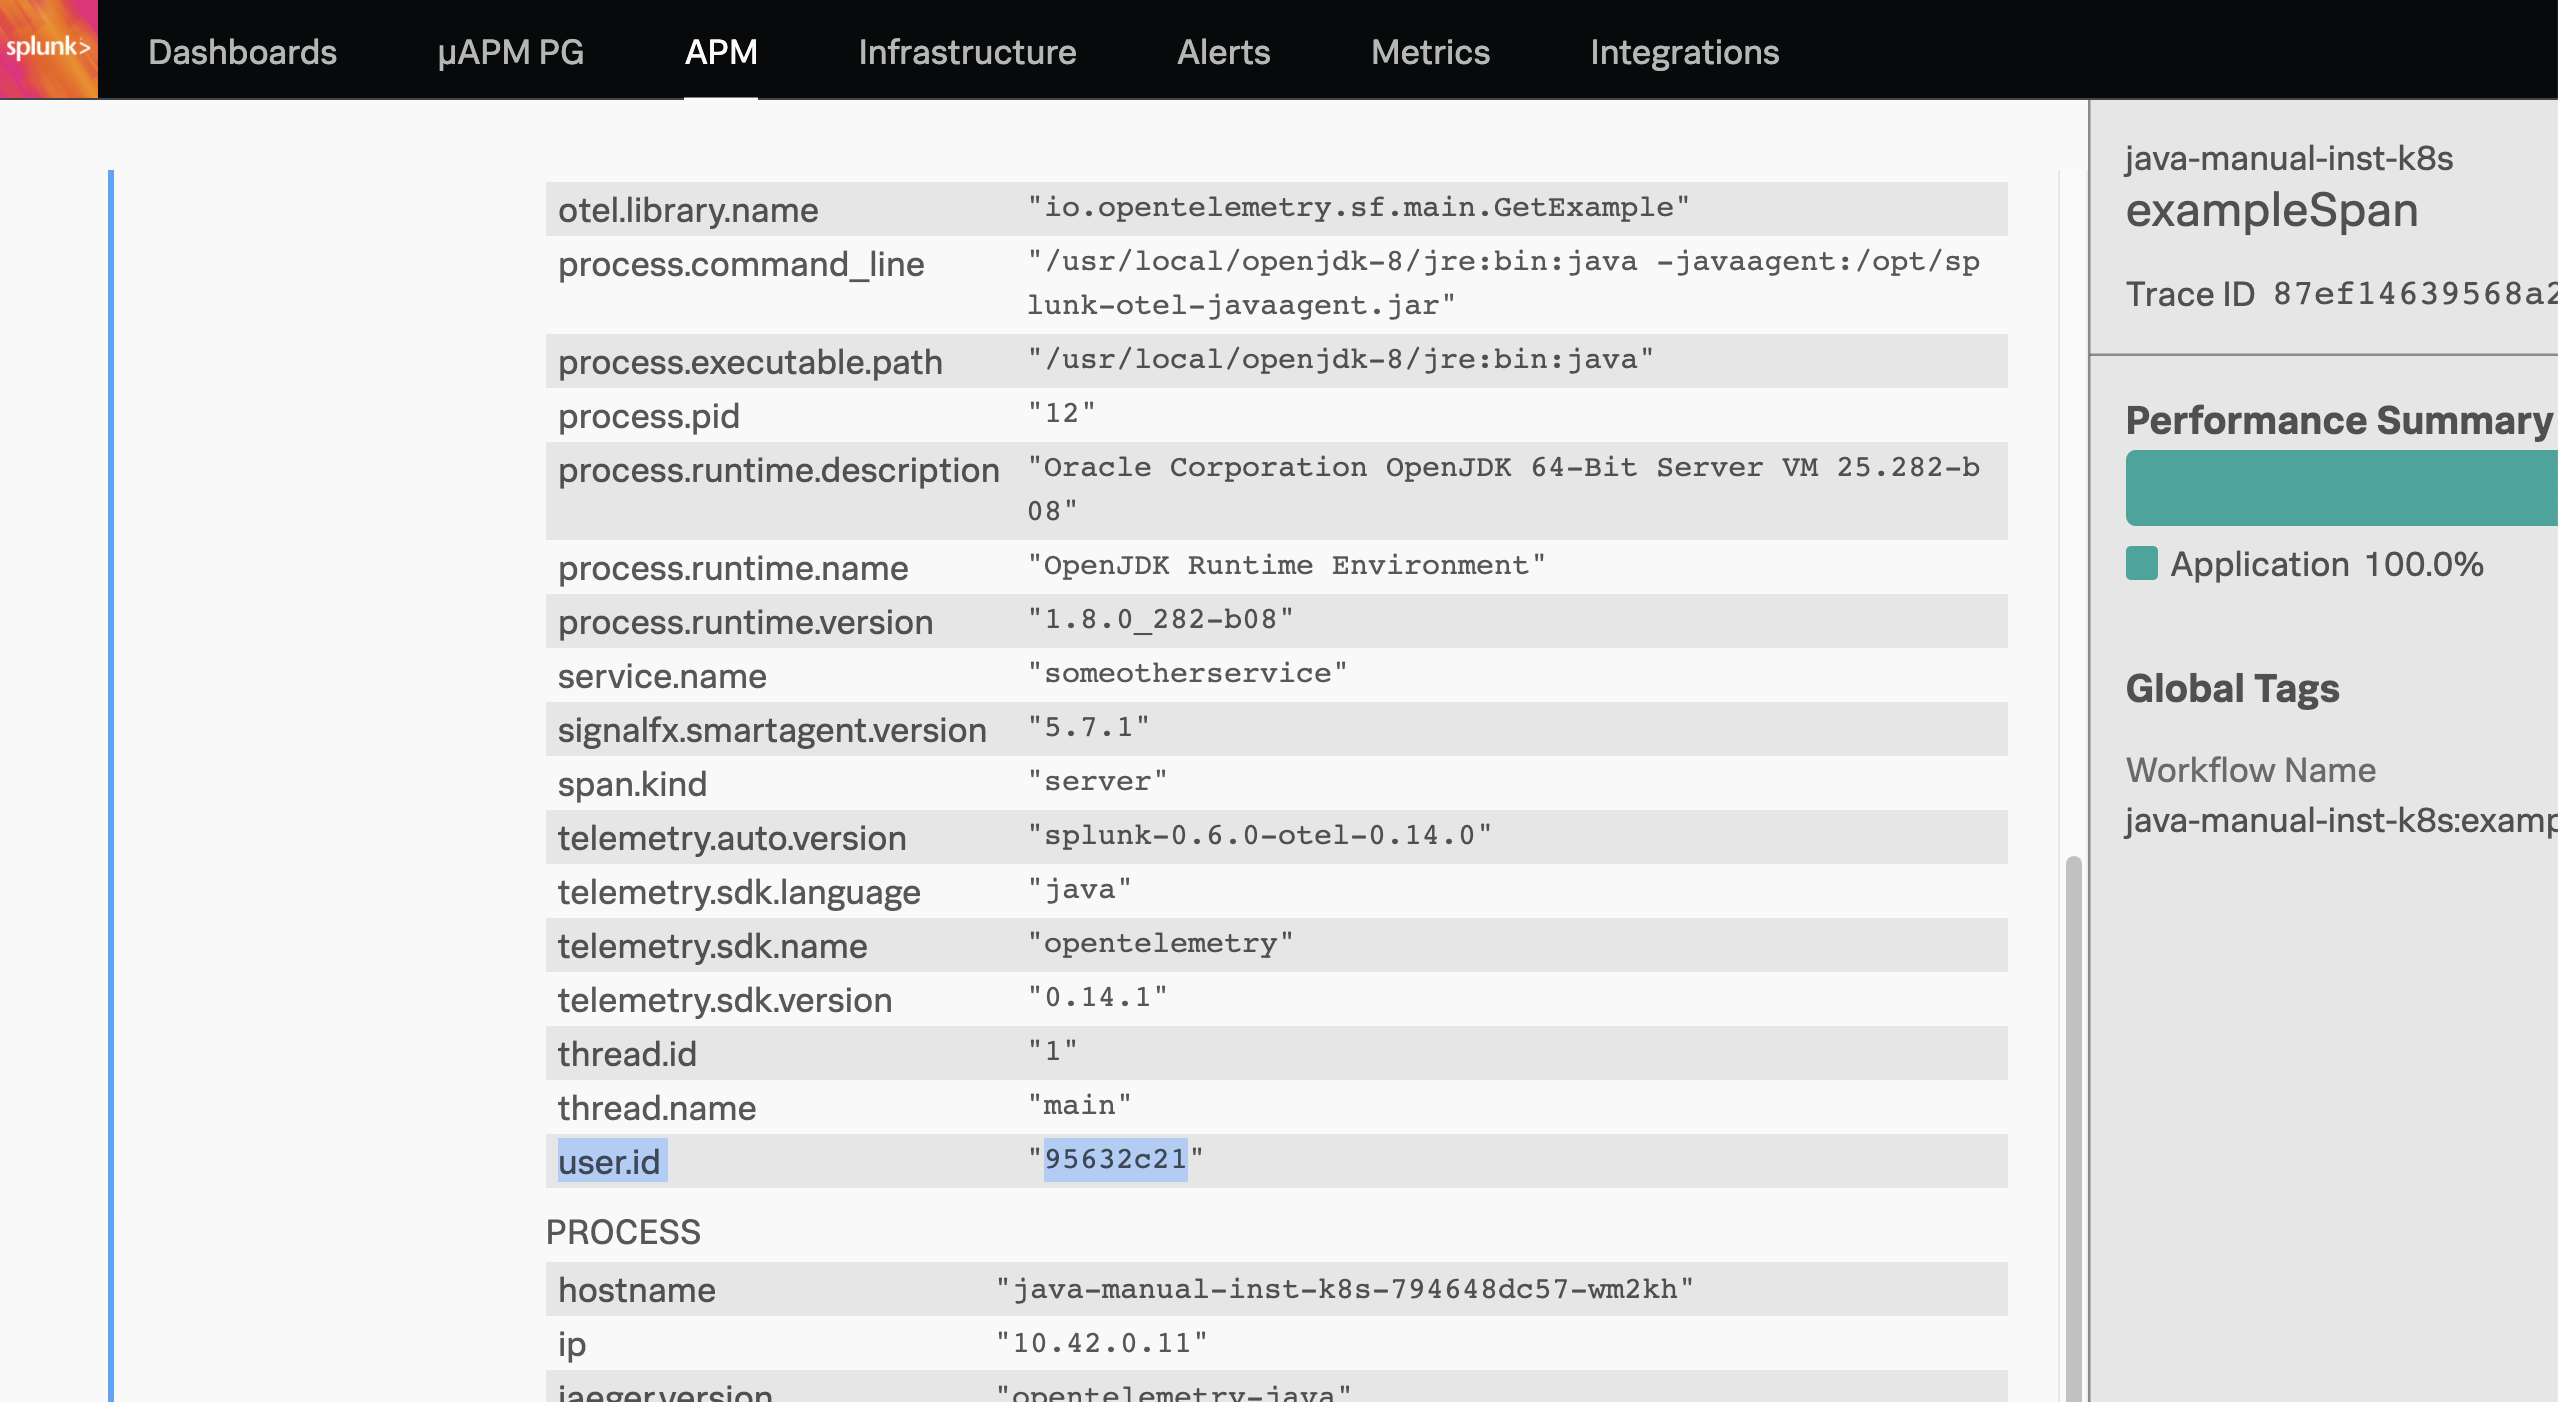 splunk>
Dashboards
µAPM PG
APM
Infrastructure
Alerts
Metrics
Integrations
otel.library.name "io.opentelemetry.sf.main.GetExample"
process.command_line "/usr/local/openjdk-8/jre:bin:java -javaagent:/opt/sp
lunk-otel-javaagent.jar"
process.executable.path "/usr/local/openjdk-8/jre:bin:java"
process.pid "12"
process.runtime.description "Oracle Corporation OpenJDK 64-Bit Server VM 25.282-b
08"
process.runtime.name "OpenJDK Runtime Environment"
process.runtime.version "1.8.0_282-b08"
service.name "someotherservice"
signalfx.smartagent.version "5.7.1"
span.kind "server"
telemetry.auto.version "splunk-0.6.0-otel-0.14.0"
telemetry.sdk.language "java"
telemetry.sdk.name "opentelemetry"
telemetry.sdk.version "0.14.1"
thread.id "1"
thread.name "main"
user.id "95632c21"
PROCESS
hostname "java-manual-inst-k8s-794648dc57-wm2kh"
ip "10.42.0.11"
jaeger.version "opentelemetry-java"
java-manual-inst-k8s
exampleSpan
Trace ID 87ef14639568a2
Performance Summary
Application 100.0%
Global Tags
Workflow Name
java-manual-inst-k8s:examp